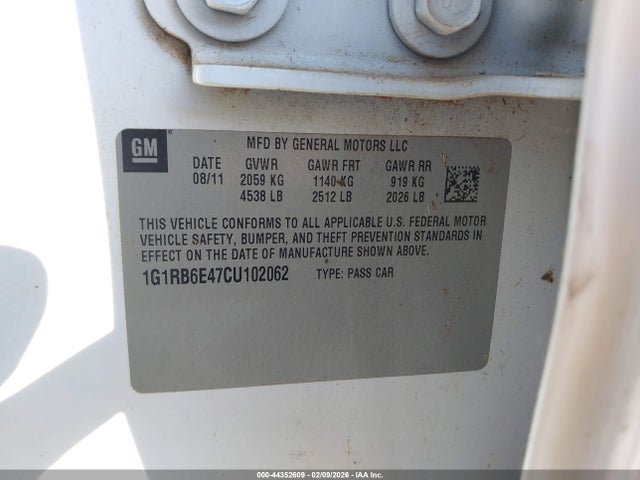 GM
MFD BY GENERAL MOTORS LLC
DATE GVWR GAWR FRT GAWR RR
08/11 2059 KG 1140 KG 919 KG
4538 LB 2512 LB 2026 LB
THIS VEHICLE CONFORMS TO ALL APPLICABLE U.S. FEDERAL MOTOR
VEHICLE SAFETY, BUMPER, AND THEFT PREVENTION STANDARDS IN
EFFECT ON THE DATE OF MANUFACTURE SHOWN ABOVE.
1G1RB6E47CU102062 TYPE: PASS CAR
000-44352609 - 02/09/2026 - IAAI.COM